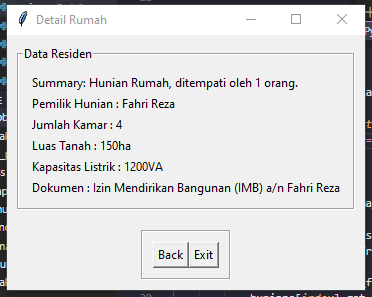 Detail Rumah
Data Residen
Summary: Hunian Rumah, ditempati oleh 1 orang.
Pemilik Hunian : Fahri Reza
Jumlah Kamar : 4
Luas Tanah : 150ha
Kapasitas Listrik : 1200VA
Dokumen : Izin Mendirikan Bangunan (IMB) a/n Fahri Reza
Back Exit